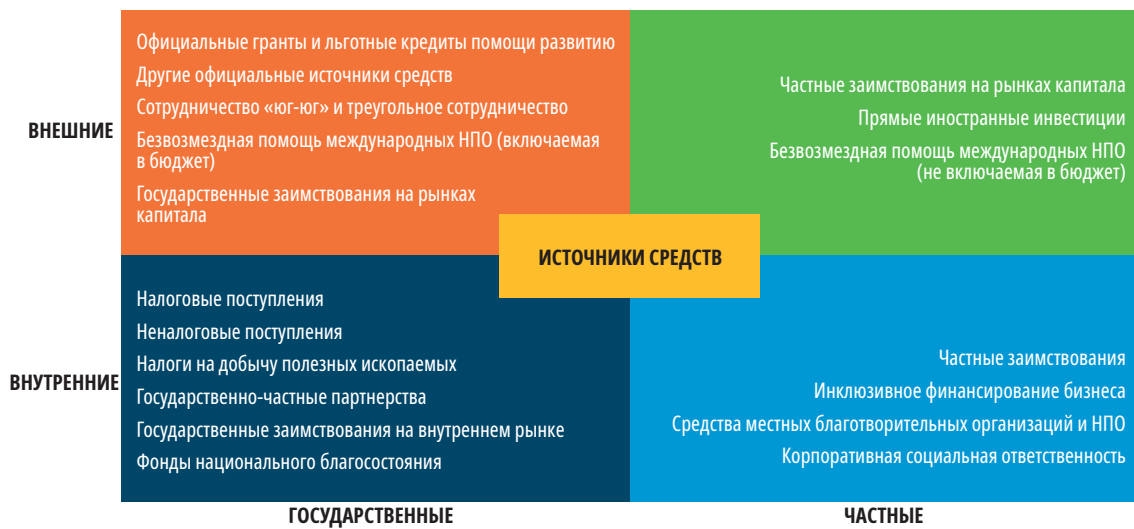 ВНЕШНИЕ
Официальные гранты и льготные кредиты помощи развитию
Другие официальные источники средств
Сотрудничество «юг-юг» и треугольное сотрудничество
Безвозмездная помощь международных НПО (включаемая
в бюджет)
Государственные заимствования на рынках
капитала
Частные заимствования на рынках капитала
Прямые иностранные инвестиции
Безвозмездная помощь международных НПО
(не включаемая в бюджет)
ИСТОЧНИКИ СРЕДСТВ
ВНУТРЕННИЕ
Налоговые поступления
Неналоговые поступления
Налоги на добычу полезных ископаемых
Государственно-частные партнерства
Государственные заимствования на внутреннем рынке
Фонды национального благосостояния
Частные заимствования
Инклюзивное финансирование бизнеса
Средства местных благотворительных организаций и НПО
Корпоративная социальная ответственность
ГОСУДАРСТВЕННЫЕ
ЧАСТНЫЕ